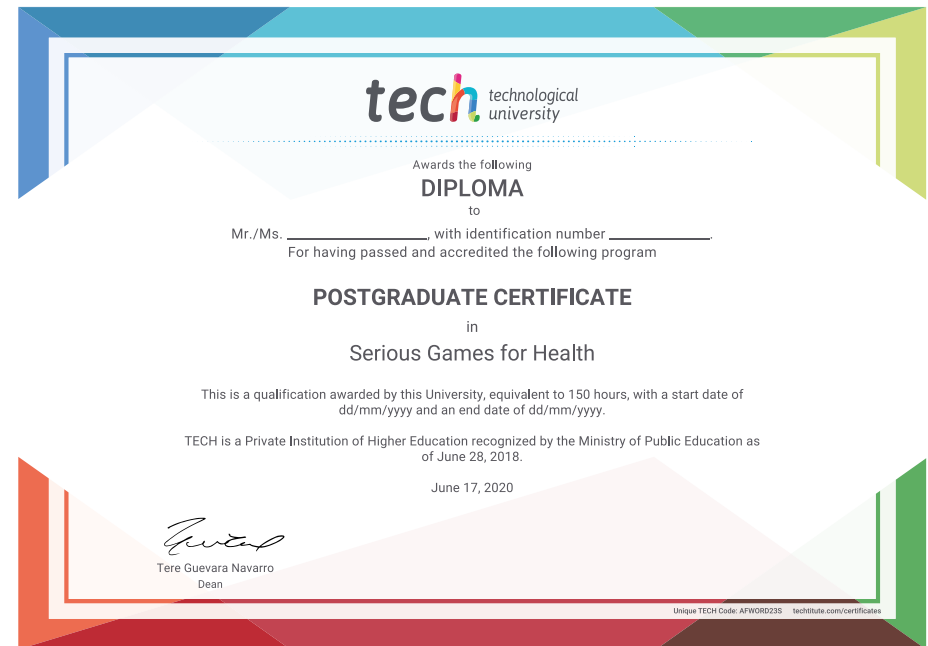 tech technological
university
Awards the following
DIPLOMA
to
Mr./Ms. ____________________, with identification number ______________.
For having passed and accredited the following program
POSTGRADUATE CERTIFICATE
in
Serious Games for Health
This is a qualification awarded by this University, equivalent to 150 hours, with a start date of
dd/mm/yyyy and an end date of dd/mm/yyyy.
TECH is a Private Institution of Higher Education recognized by the Ministry of Public Education as
of June 28, 2018.
June 17, 2020
Tere Guevara Navarro
Dean
Unique TECH Code: AFWORD23S techtitute.com/certificates